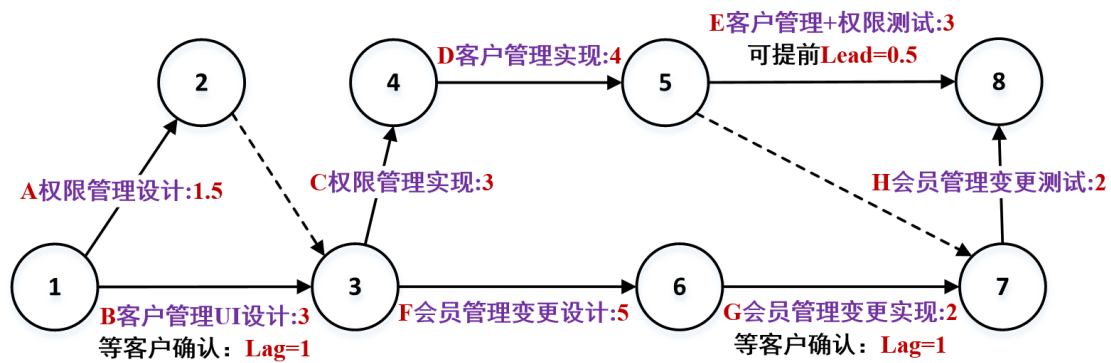 E客户管理+权限测试:3
可提前Lead=0.5
D客户管理实现:4
2
4
5
8
A权限管理设计:1.5
C权限管理实现:3
H会员管理变更测试:2
1
3
6
7
B客户管理UI设计:3
等客户确认：Lag=1
F会员管理变更设计:5
G会员管理变更实现:2
等客户确认：Lag=1